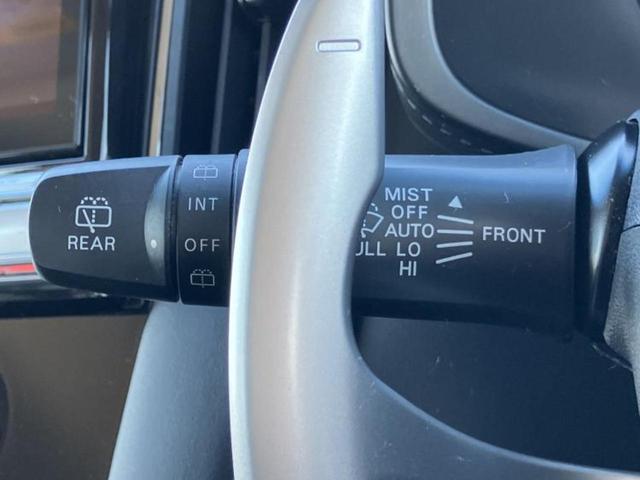 REAR
INT
OFF
MIST
OFF
AUTO
LO
HI
FRONT